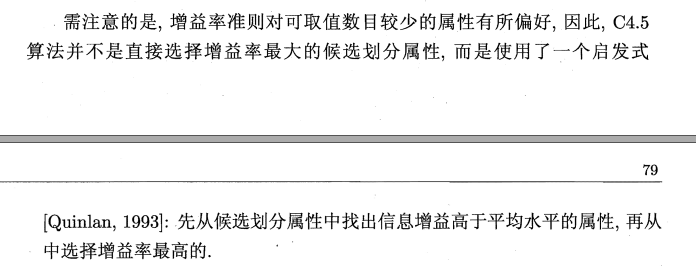 需注意的是, 增益率准则对可取值数目较少的属性有所偏好, 因此, C4.5
算法并不是直接选择增益率最大的候选划分属性, 而是使用了一个启发式
79
[Quinlan, 1993]: 先从候选划分属性中找出信息增益高于平均水平的属性, 再从
中选择增益率最高的.